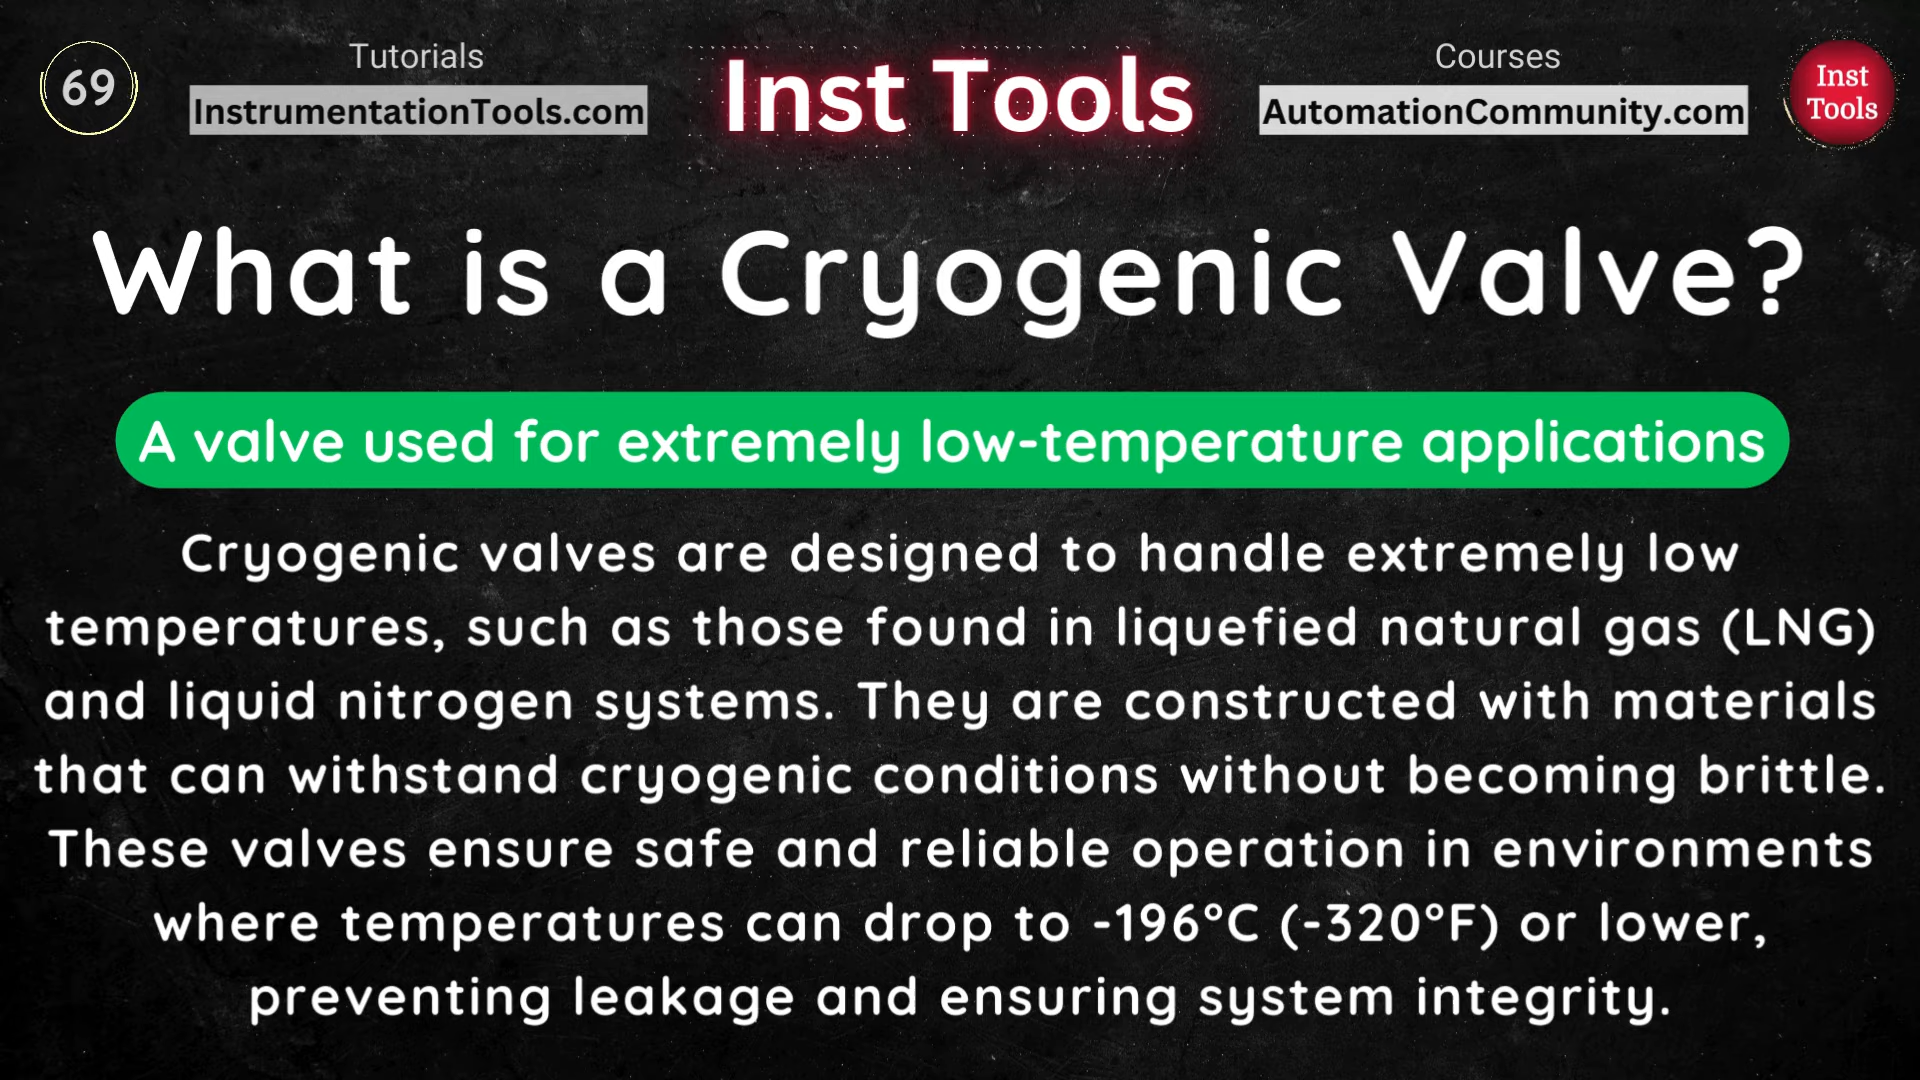 69
Tutorials
InstrumentationTools.com
Inst Tools
Courses
AutomationCommunity.com
Inst
Tools
What is a Cryogenic Valve?
A valve used for extremely low-temperature applications
Cryogenic valves are designed to handle extremely low
temperatures, such as those found in liquefied natural gas (LNG)
and liquid nitrogen systems. They are constructed with materials
that can withstand cryogenic conditions without becoming brittle.
These valves ensure safe and reliable operation in environments
where temperatures can drop to -196°C (-320°F) or lower,
preventing leakage and ensuring system integrity.